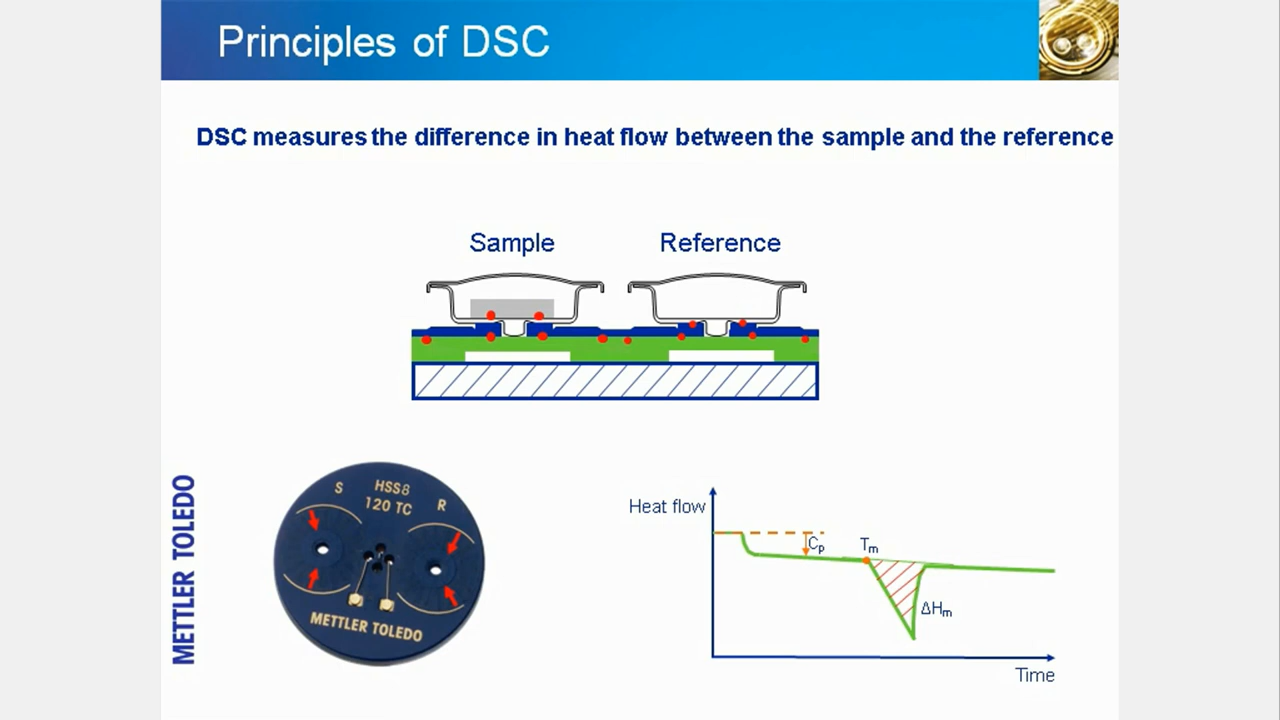 Principles of DSC
DSC measures the difference in heat flow between the sample and the reference
Sample
Reference
METTLER TOLEDO
S
HSS8
R
120 TC
METTLER TOLEDO
Heat flow
Cp
Tm
ΔHm
Time